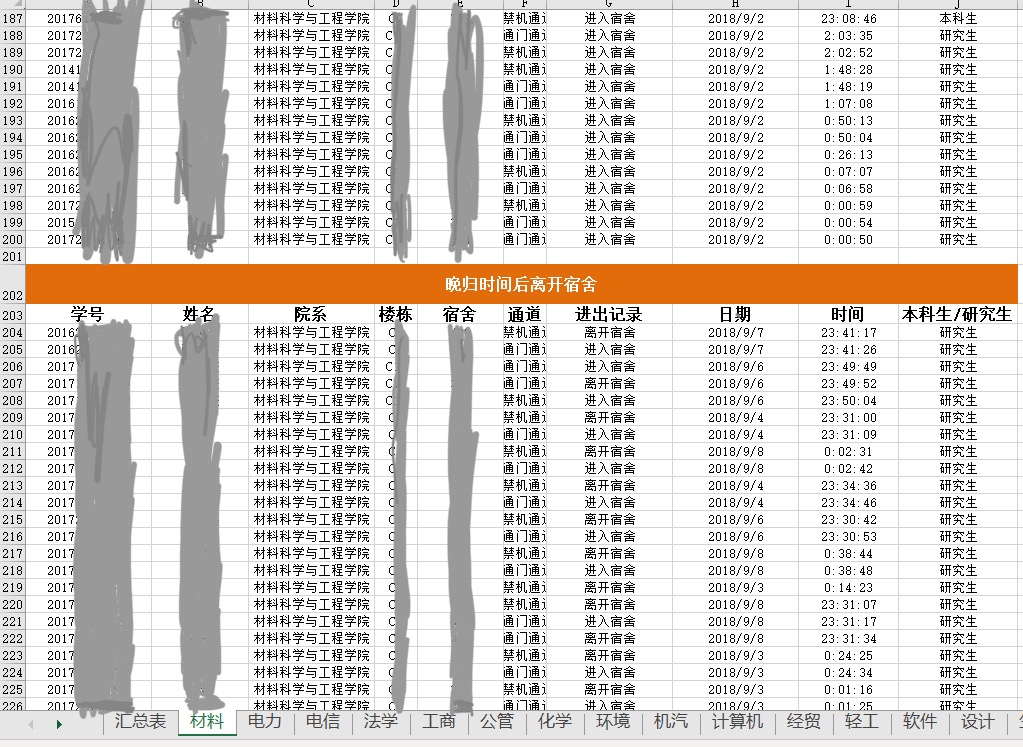 187 20176 材料科学与工程学院 C 禁机通 进入宿舍 2018/9/2 23:08:46 本科生
188 20172 材料科学与工程学院 C 通门通 进入宿舍 2018/9/2 2:03:35 研究生
189 20172 材料科学与工程学院 C 禁机通 进入宿舍 2018/9/2 2:02:52 研究生
190 20141 材料科学与工程学院 C 禁机通 进入宿舍 2018/9/2 1:48:28 研究生
191 20141 材料科学与工程学院 C 通门通 进入宿舍 2018/9/2 1:48:19 研究生
192 2016 材料科学与工程学院 C 禁机通 进入宿舍 2018/9/2 1:07:08 研究生
193 20162 材料科学与工程学院 C 禁机通 进入宿舍 2018/9/2 0:50:13 研究生
194 20162 材料科学与工程学院 C 通门通 进入宿舍 2018/9/2 0:50:04 研究生
195 20162 材料科学与工程学院 C 禁机通 进入宿舍 2018/9/2 0:26:13 研究生
196 20162 材料科学与工程学院 C 禁机通 进入宿舍 2018/9/2 0:07:07 研究生
197 20162 材料科学与工程学院 C 通门通 进入宿舍 2018/9/2 0:06:58 研究生
198 20172 材料科学与工程学院 C 禁机通 进入宿舍 2018/9/2 0:00:59 研究生
199 2015 材料科学与工程学院 C 通门通 进入宿舍 2018/9/2 0:00:54 研究生
200 20172 材料科学与工程学院 C 通门通 进入宿舍 2018/9/2 0:00:50 研究生
201
202 晚归时间后离开宿舍
203 学号 姓名 院系 楼栋 宿舍 通道 进出记录 日期 时间 本科生/研究生
204 20162 材料科学与工程学院 C 禁机通 离开宿舍 2018/9/7 23:41:17 研究生
205 20162 材料科学与工程学院 C 通门通 进入宿舍 2018/9/7 23:41:26 研究生
206 2017 材料科学与工程学院 C 通门通 进入宿舍 2018/9/6 23:49:49 研究生
207 2017 材料科学与工程学院 C 禁机通 离开宿舍 2018/9/6 23:49:52 研究生
208 2017 材料科学与工程学院 C 禁机通 进入宿舍 2018/9/6 23:50:04 研究生
209 2017 材料科学与工程学院 C 禁机通 离开宿舍 2018/9/4 23:31:00 研究生
210 2017 材料科学与工程学院 C 通门通 进入宿舍 2018/9/4 23:31:09 研究生
211 2017 材料科学与工程学院 C 禁机通 离开宿舍 2018/9/8 0:02:31 研究生
212 2017 材料科学与工程学院 C 通门通 进入宿舍 2018/9/8 0:02:42 研究生
213 2017 材料科学与工程学院 C 禁机通 离开宿舍 2018/9/4 23:34:36 研究生
214 2017 材料科学与工程学院 C 通门通 进入宿舍 2018/9/4 23:34:46 研究生
215 2017 材料科学与工程学院 C 禁机通 离开宿舍 2018/9/6 23:30:42 研究生
216 2017 材料科学与工程学院 C 通门通 进入宿舍 2018/9/6 23:30:53 研究生
217 2017 材料科学与工程学院 C 禁机通 离开宿舍 2018/9/8 0:38:44 研究生
218 2017 材料科学与工程学院 C 通门通 进入宿舍 2018/9/8 0:38:48 研究生
219 2017 材料科学与工程学院 C 禁机通 离开宿舍 2018/9/3 0:14:23 研究生
220 2017 材料科学与工程学院 C 禁机通 离开宿舍 2018/9/8 23:31:07 研究生
221 2017 材料科学与工程学院 C 通门通 进入宿舍 2018/9/8 23:31:17 研究生
222 2017 材料科学与工程学院 C 通门通 离开宿舍 2018/9/8 23:31:34 研究生
223 2017 材料科学与工程学院 C 禁机通 离开宿舍 2018/9/3 0:24:25 研究生
224 2017 材料科学与工程学院 C 通门通 进入宿舍 2018/9/3 0:24:34 研究生
225 2017 材料科学与工程学院 C 禁机通 离开宿舍 2018/9/3 0:01:16 研究生
226 2017 材料科学与工程学院 C 通门通 进入宿舍 2018/9/3 0:01:25 研究生
汇总表 材料 电力 电信 法学 工商 公管 化学 环境 机汽 计算机 经贸 轻工 软件 设计